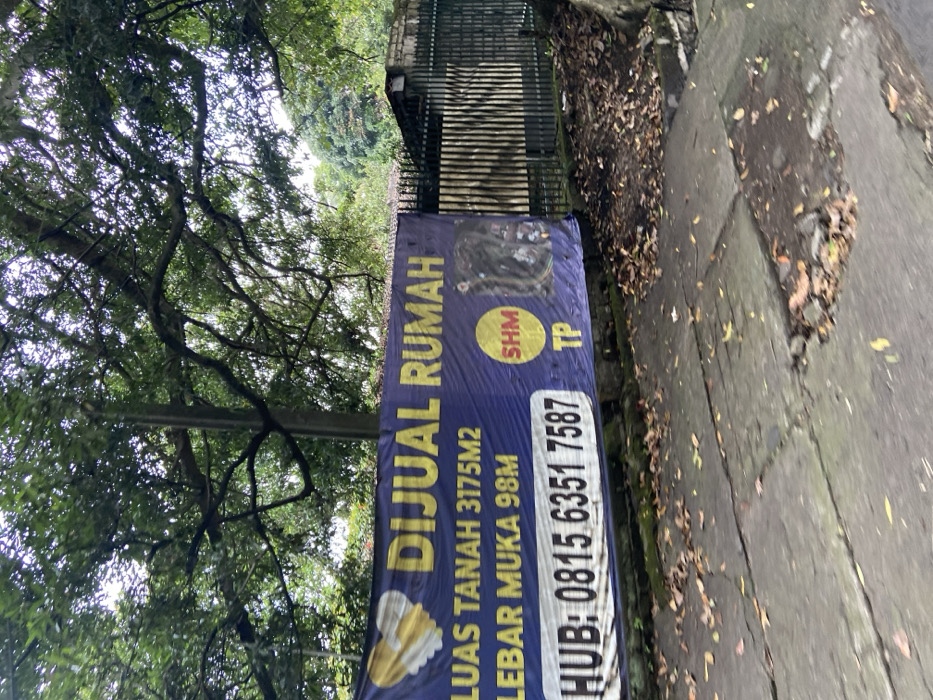 DIJUAL RUMAH
LUAS TANAH 3175M2
LEBAR MUKA 98M
SHM
TP
HUB: 0815 6351 7587